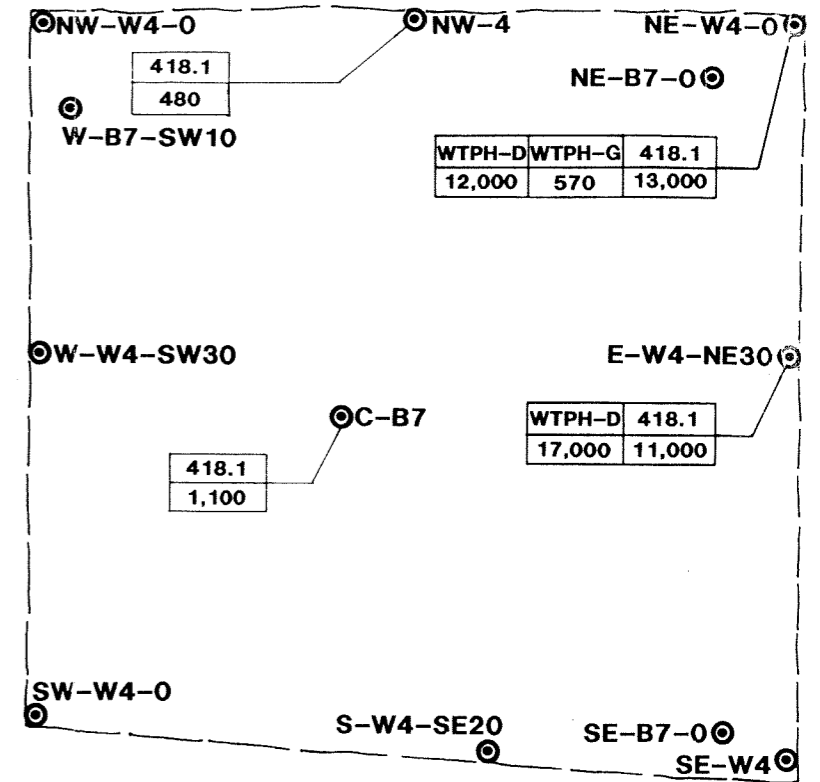 NW-W4-0
NW-4
NE-W4-0
418.1
480
NE-B7-0
W-B7-SW10
WTPH-D WTPH-G 418.1
12,000 570 13,000
W-W4-SW30
E-W4-NE30
C-B7
WTPH-D 418.1
17,000 11,000
418.1
1,100
SW-W4-0
S-W4-SE20
SE-B7-0
SE-W4